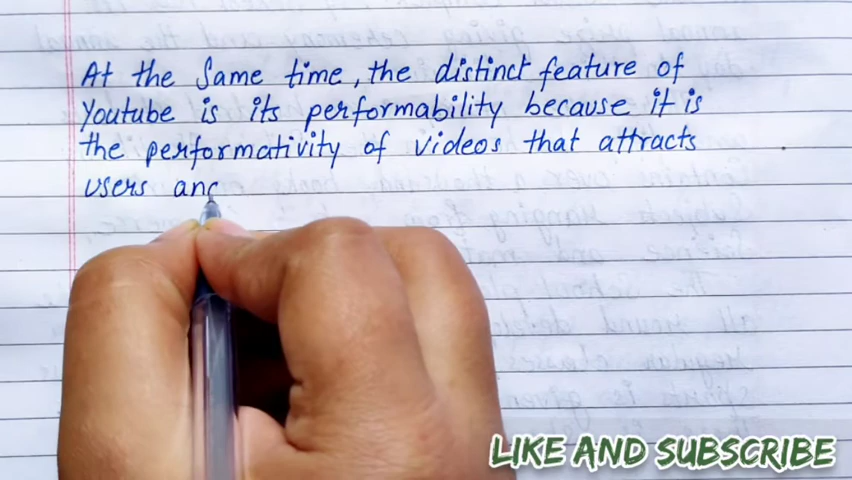 At the Same time, the distinct feature of
Youtube is its performability because it is
the performativity of videos that attracts
users anc
LIKE AND SUBSCRIBE